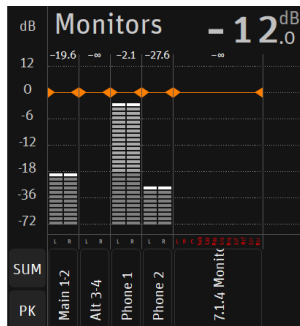 dB
Monitors
-12.0 dB
-19.6 -∞ -2.1 -27.6 -∞
12
0
-6
-12
-18
-36
-72
L R L R L R L R L R C
SUM
PK
Main 1-2
Alt 3-4
Phone 1
Phone 2
7.1.4 Monito